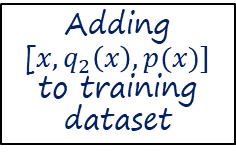 Adding
[x, q₂(x), p(x)]
to training
dataset